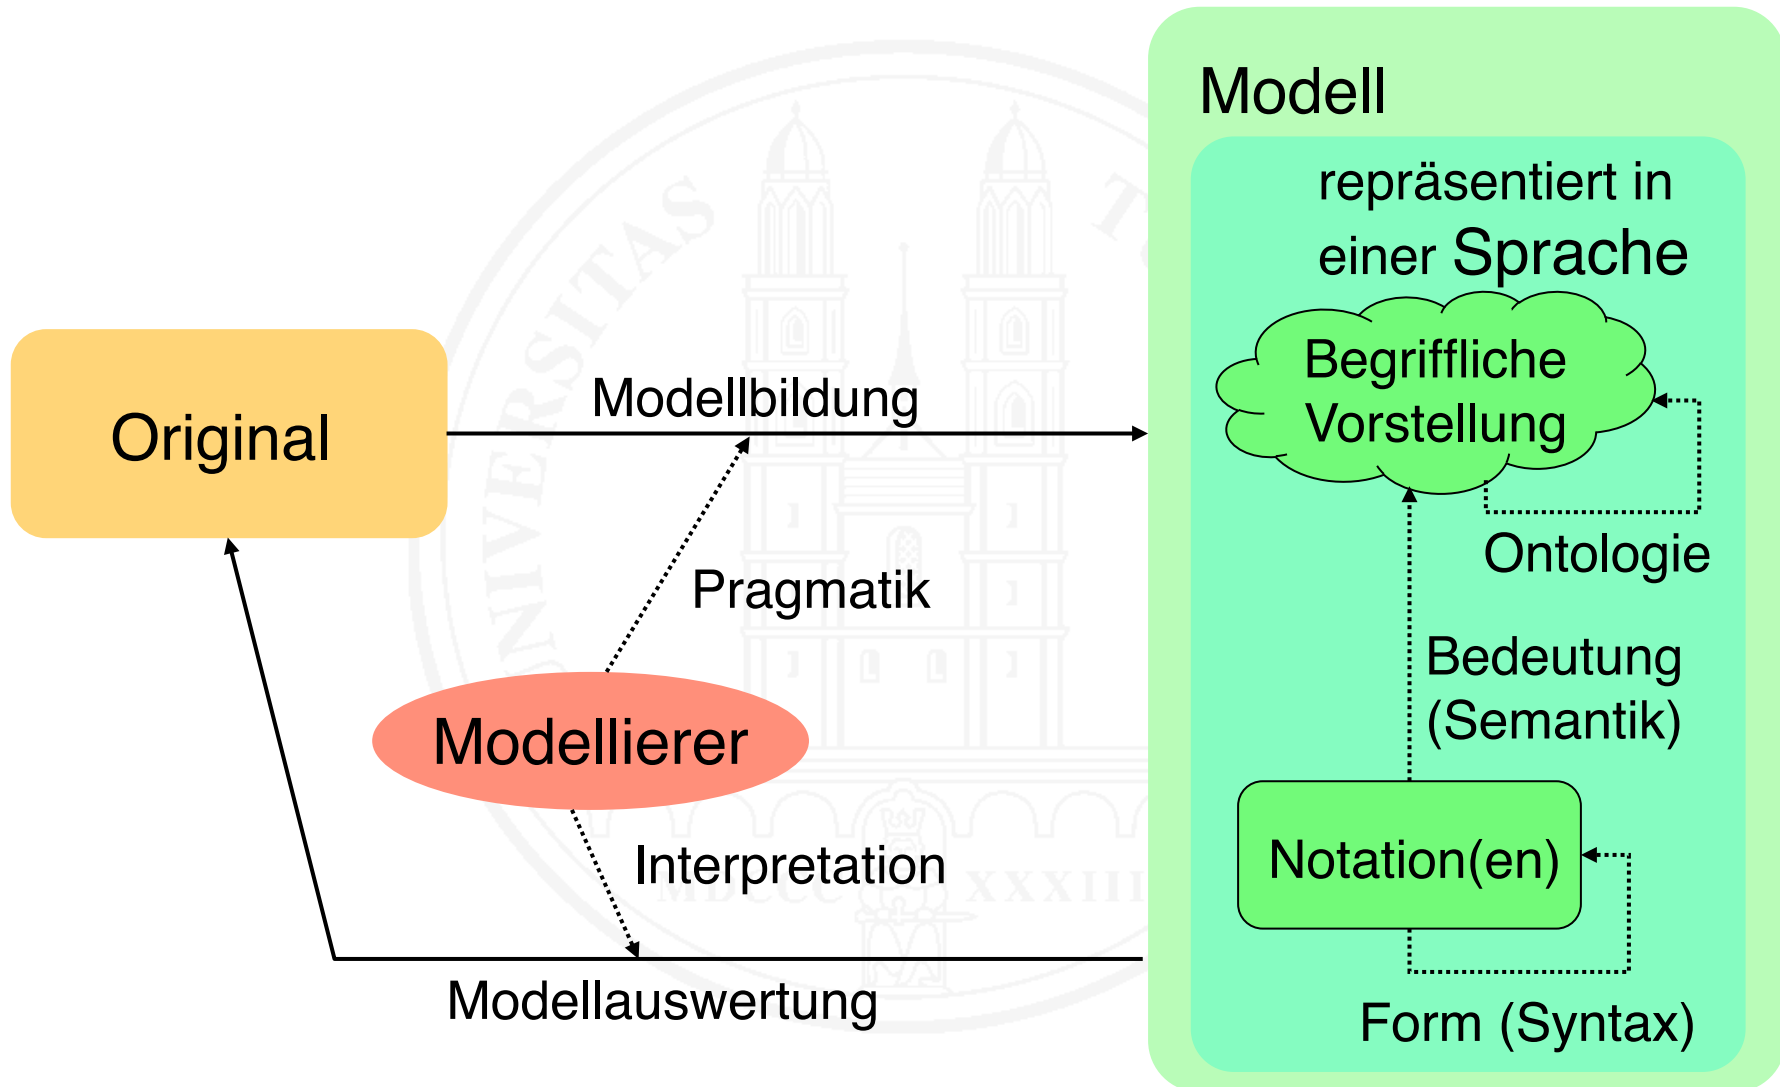 Modell
repräsentiert in
einer Sprache
Begriffliche
Vorstellung
Original
Modellbildung
Ontologie
Pragmatik
Bedeutung
(Semantik)
Modellierer
Notation(en)
Interpretation
Modellauswertung
Form (Syntax)